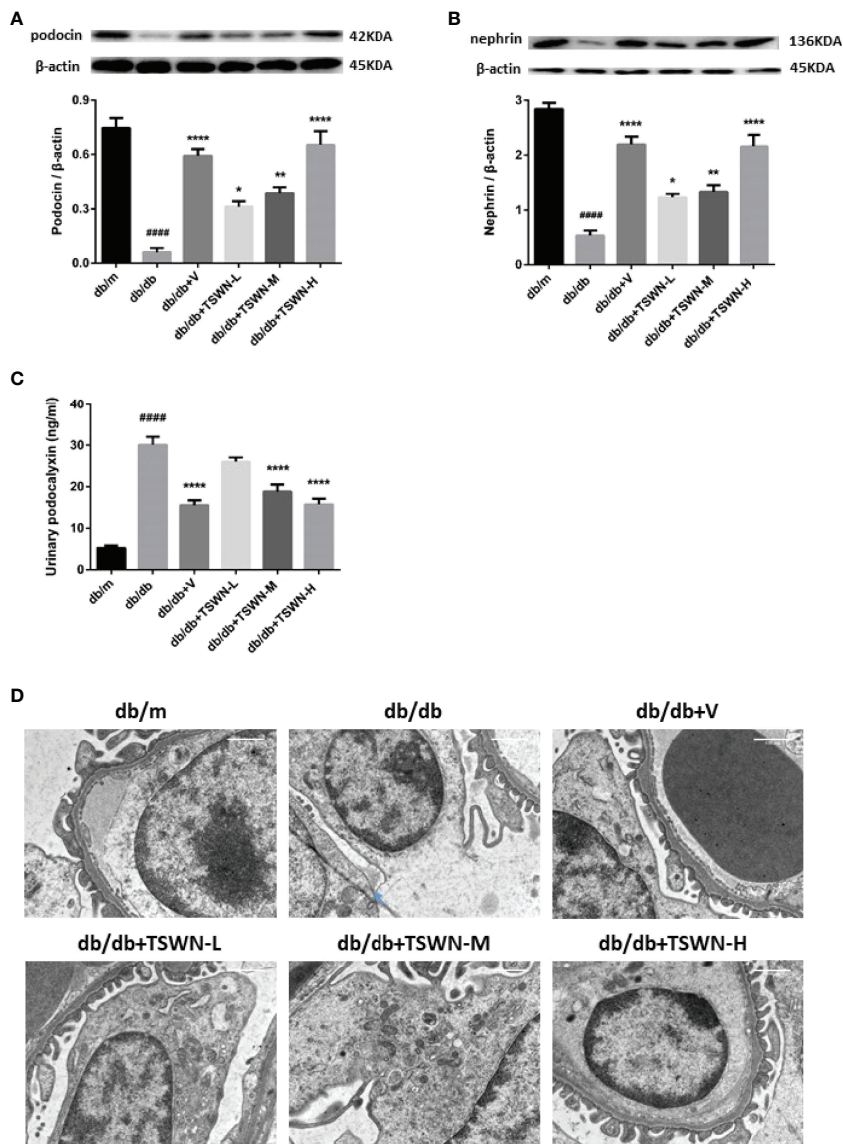 A
podocin
42KDA
β-actin
45KDA
Podocin / β-actin
0.9
0.6
0.3
0.0
####
****
*
**
****
db/m
db/db
db/db+V
db/db+TSWN-L
db/db+TSWN-M
db/db+TSWN-H
B
nephrin
136KDA
β-actin
45KDA
Nephrin / β-actin
3
2
1
0
####
****
*
**
****
db/m
db/db
db/db+V
db/db+TSWN-L
db/db+TSWN-M
db/db+TSWN-H
C
Urinary podocalyxin (ng/ml)
40
30
20
10
0
####
****
****
****
db/m
db/db
db/db+V
db/db+TSWN-L
db/db+TSWN-M
db/db+TSWN-H
D
db/m
db/db
db/db+V
db/db+TSWN-L
db/db+TSWN-M
db/db+TSWN-H